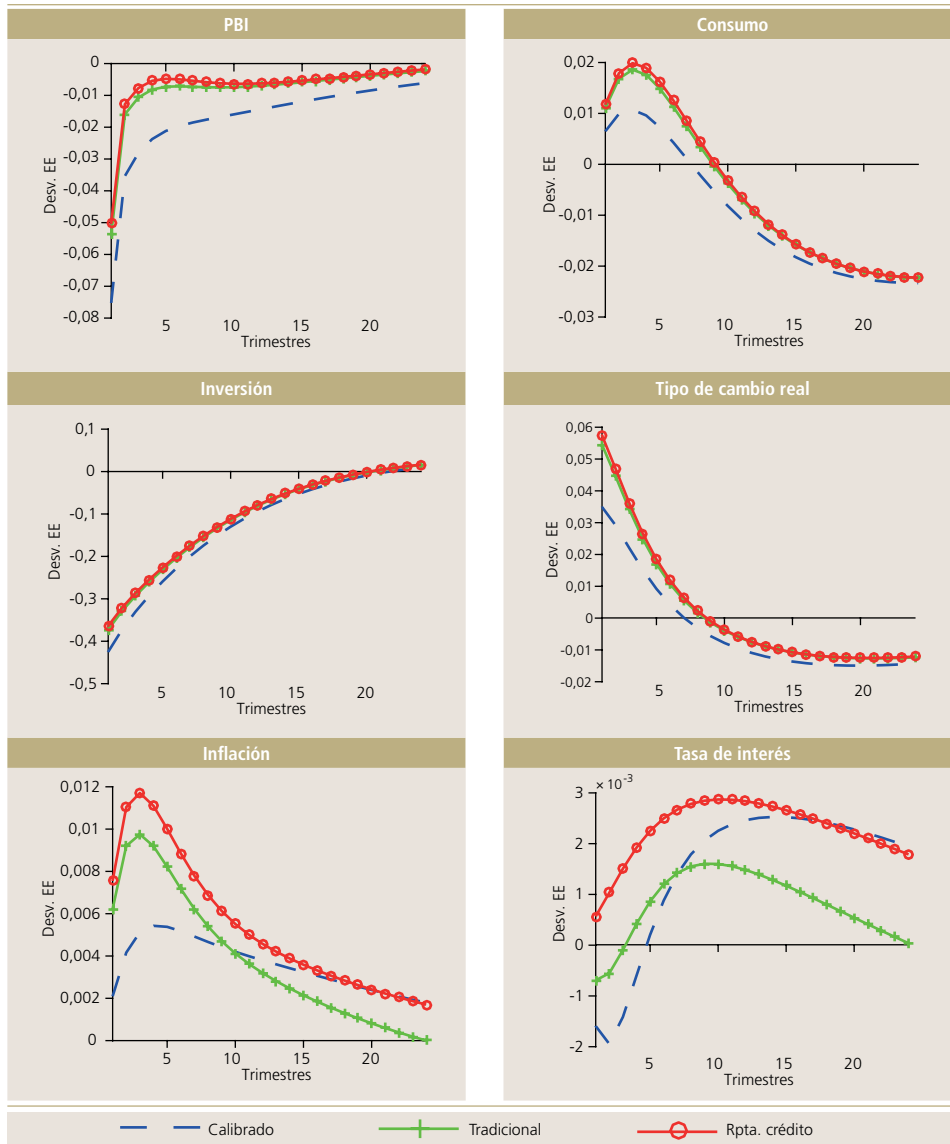 PBI
Desv. EE
0
-0,01
-0,02
-0,03
-0,04
-0,05
-0,06
-0,07
-0,08
5 10 15 20
Trimestres
Consumo
Desv. EE
0,02
0,01
0
-0,01
-0,02
-0,03
5 10 15 20
Trimestres
Inversión
Desv. EE
0,1
0
-0,1
-0,2
-0,3
-0,4
-0,5
5 10 15 20
Trimestres
Tipo de cambio real
Desv. EE
0,06
0,05
0,04
0,03
0,02
0,01
0
-0,01
-0,02
5 10 15 20
Trimestres
Inflación
Desv. EE
0,012
0,01
0,008
0,006
0,004
0,002
0
5 10 15 20
Trimestres
Tasa de interés
Desv. EE
× 10⁻³
3
2
1
0
-1
-2
5 10 15 20
Trimestres
Calibrado Tradicional Rpta. crédito